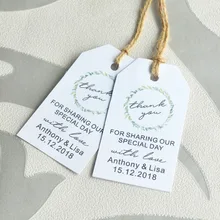 thank
you
FOR SHARING OUR
SPECIAL DAY
with love
Anthony & Lisa
15.12.2018
thank
you
FOR SHARING OUR
SPECIAL DAY
with love
Anthony & Lisa
15.12.2018